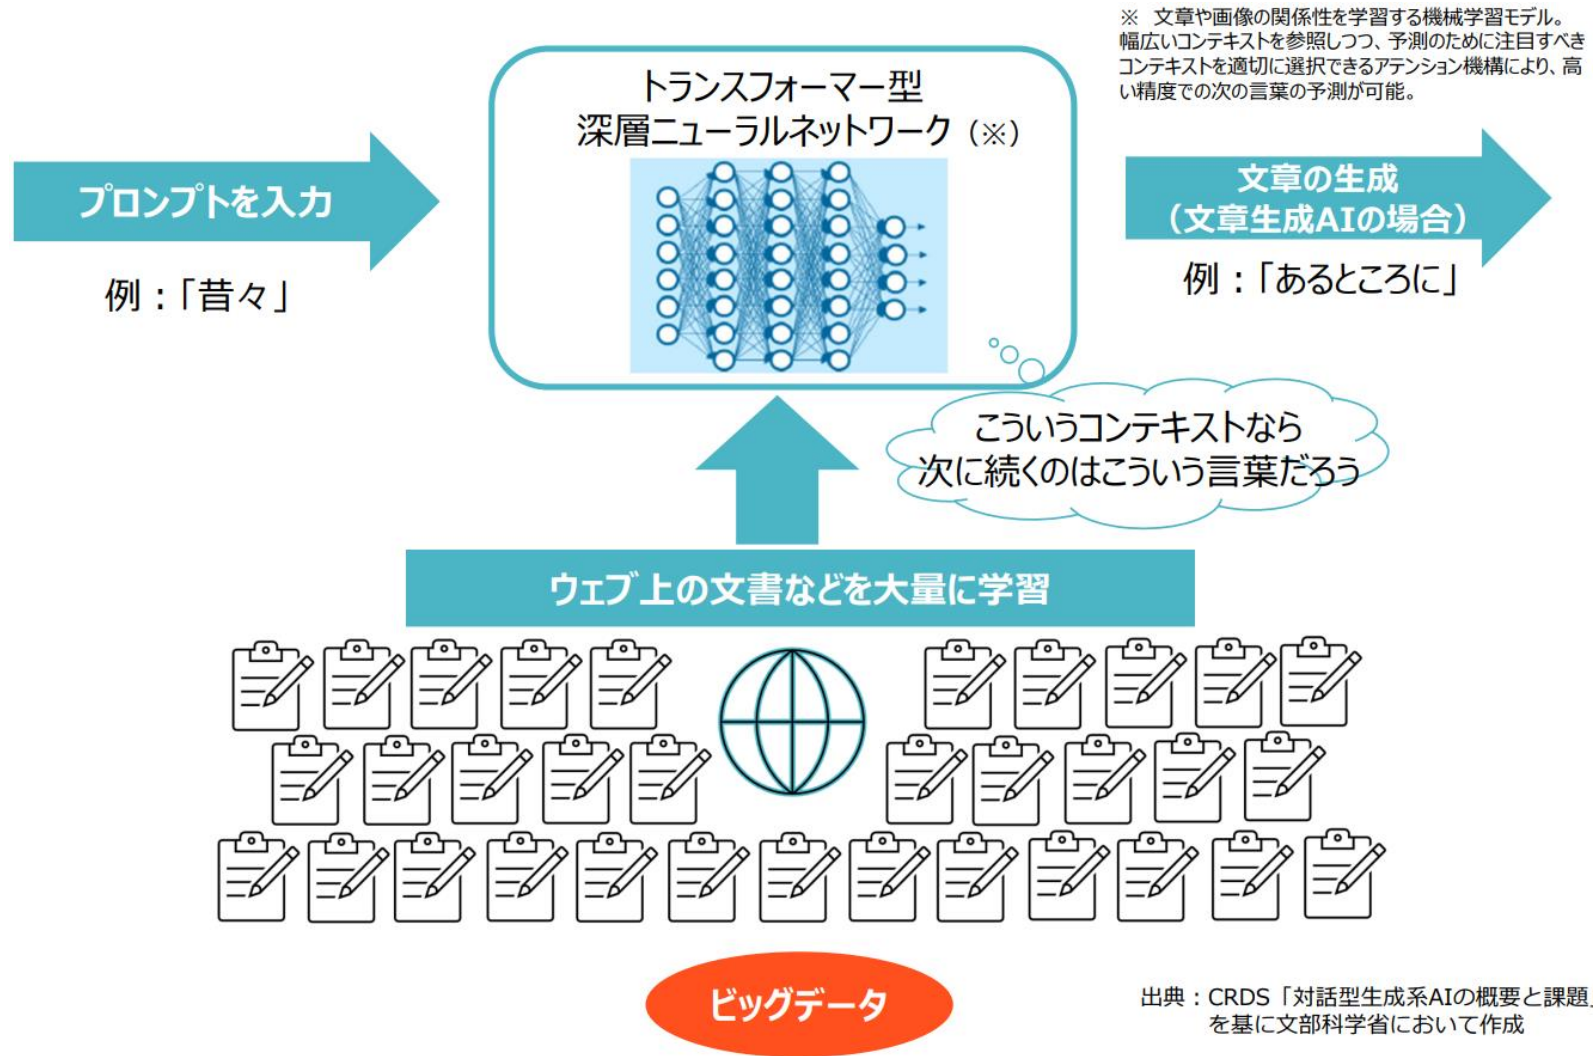 ※　文章や画像の関係性を学習する機械学習モデル。
幅広いコンテキストを参照しつつ、予測のために注目すべき
コンテキストを適切に選択できるアテンション機構により、高
い精度での次の言葉の予測が可能。
トランスフォーマー型
深層ニューラルネットワーク（※）
プロンプトを入力
例：「昔々」
文章の生成
（文章生成AIの場合）
例：「あるところに」
こういうコンテキストなら
次に続くのはこういう言葉だろう
ウェブ上の文書などを大量に学習
ビッグデータ
出典：CRDS「対話型生成系AIの概要と課題」
を基に文部科学省において作成